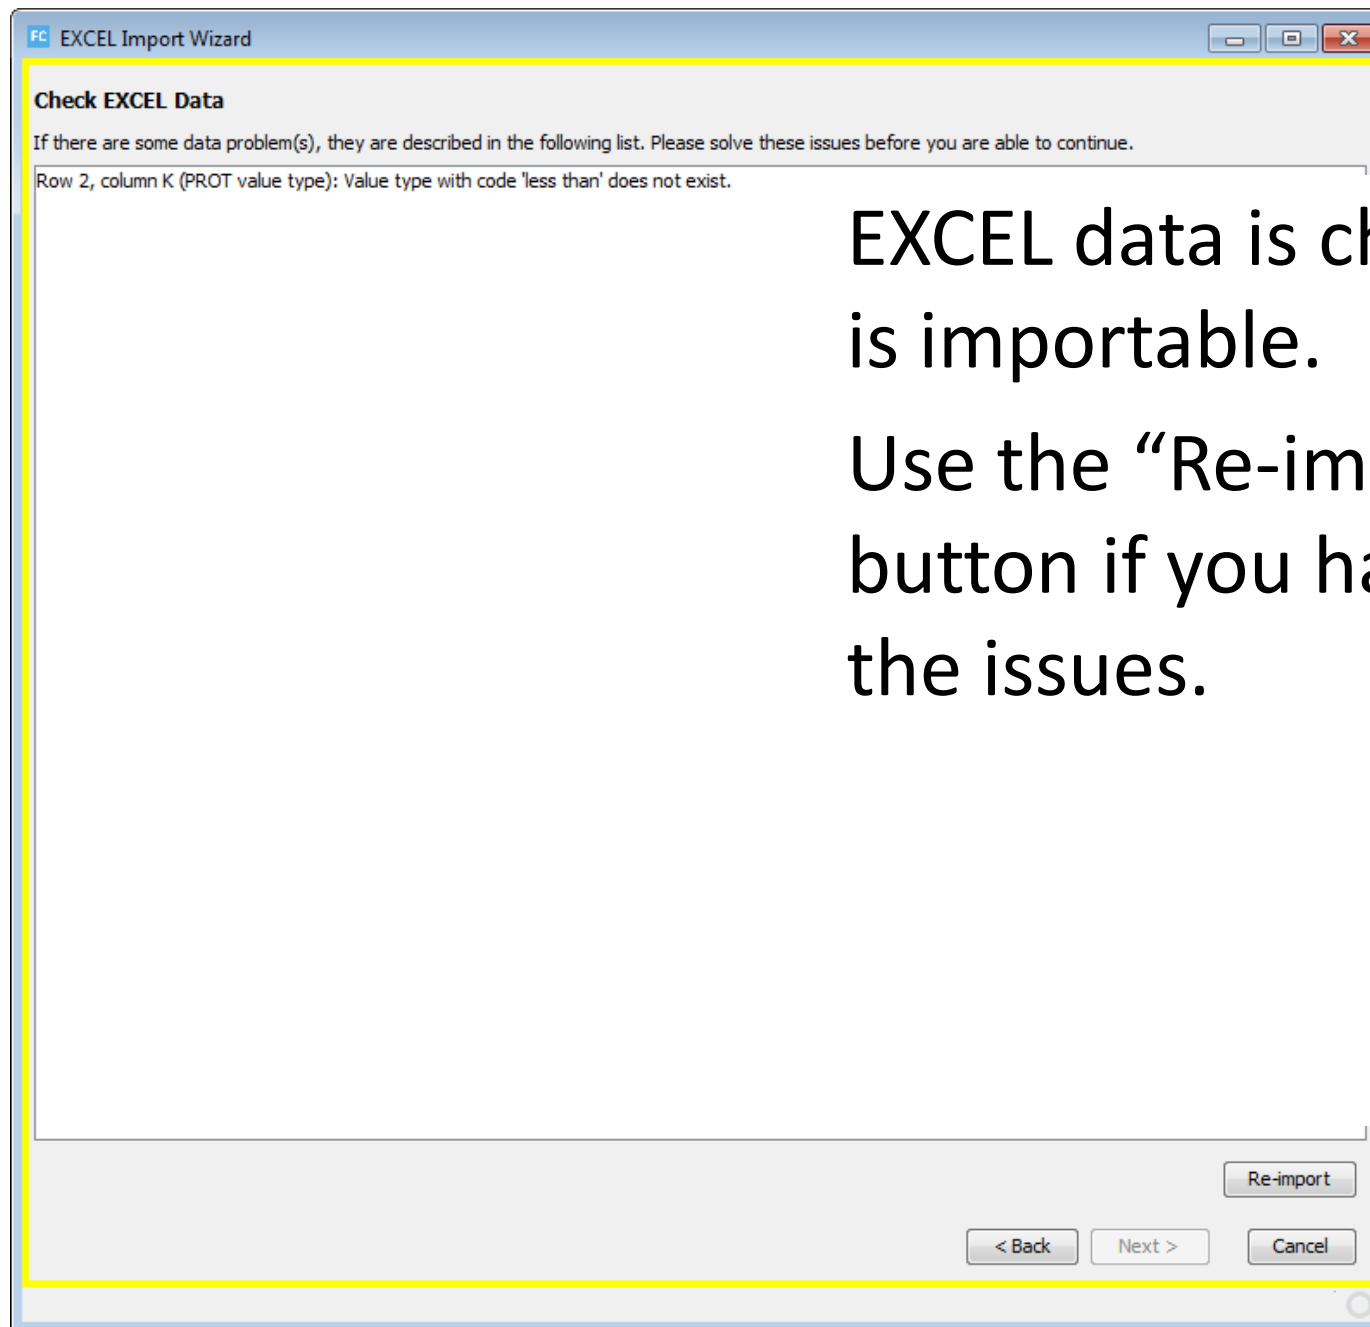 FC EXCEL Import Wizard
Check EXCEL Data
If there are some data problem(s), they are described in the following list. Please solve these issues before you are able to continue.
Row 2, column K (PROT value type): Value type with code 'less than' does not exist.
EXCEL data is
is importable.
Use the “Re-im
button if you
the issues.
Re-import
< Back Next > Cancel